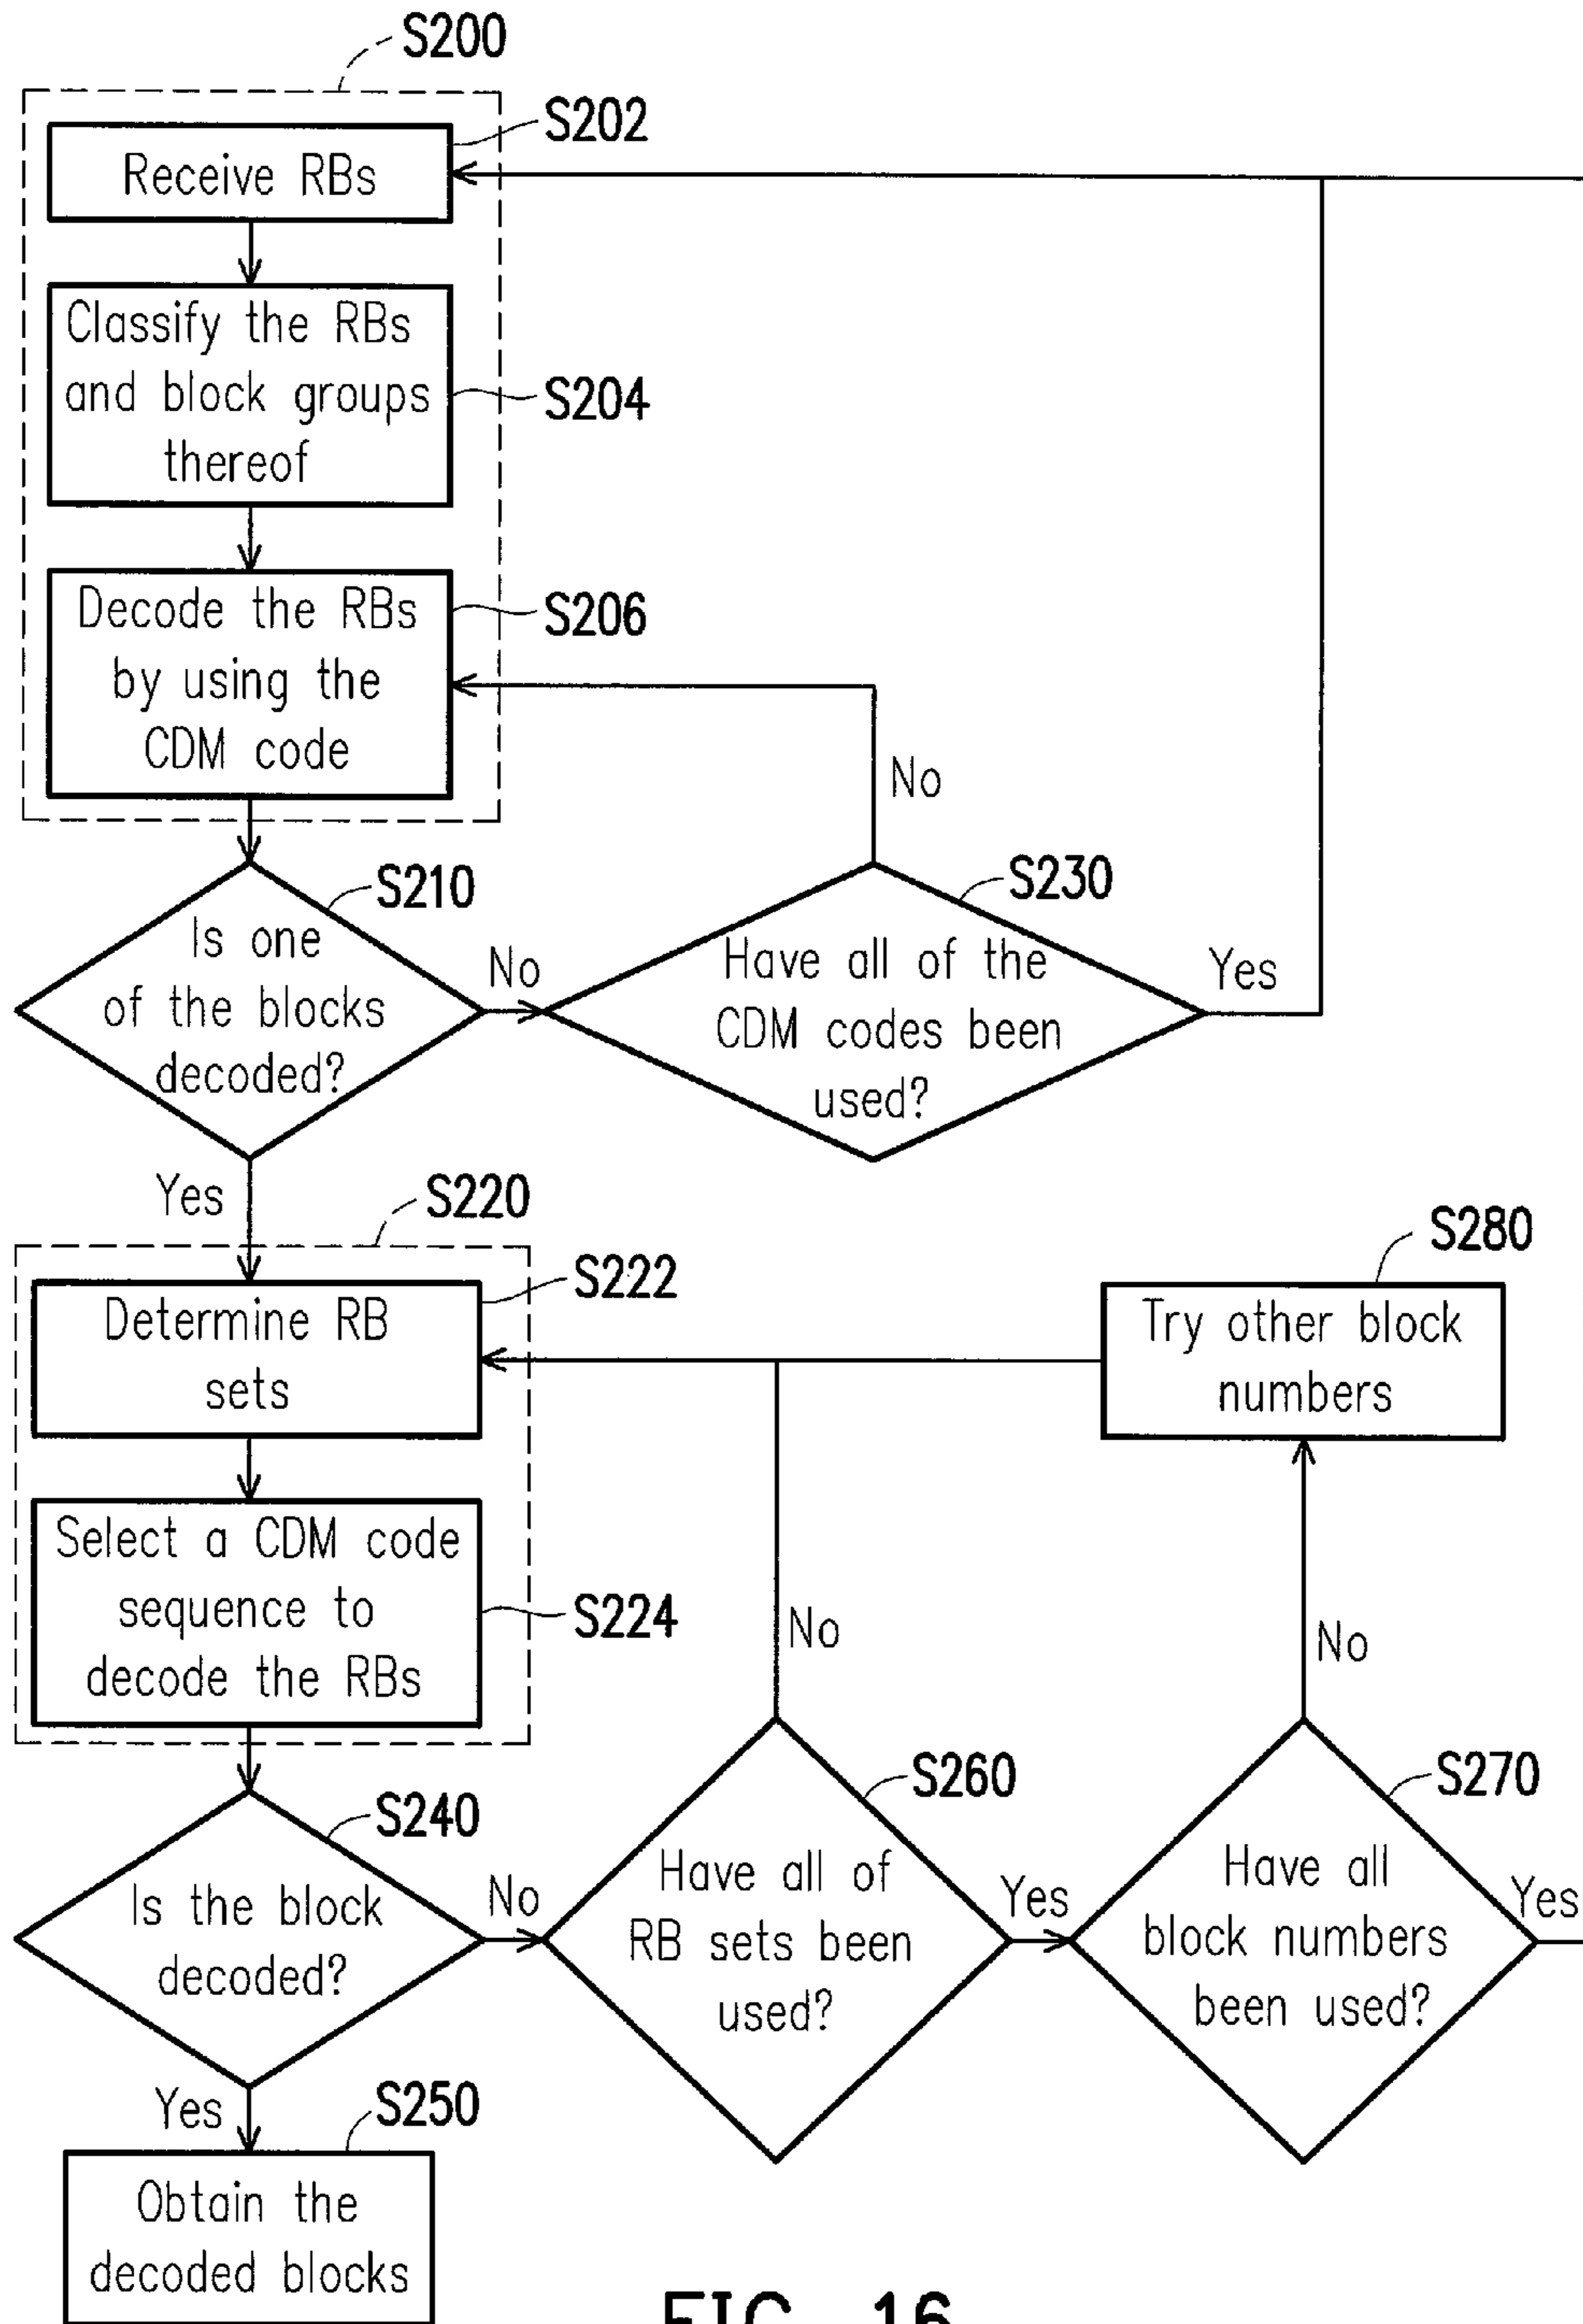 S200
S202
Receive RBs
Classify the RBs
and block groups
thereof
S204
Decode the RBs
by using the
CDM code
S206
No
S210
Is one
of the blocks
decoded?
No
S230
Have all of the
CDM codes been
used?
Yes
Yes
S220
S222
Determine RB
sets
S280
Try other block
numbers
Select a CDM code
sequence to
decode the RBs
S224
No
No
S240
Is the block
decoded?
No
S260
Have all of
RB sets been
used?
Yes
S270
Have all
block numbers
been used?
Yes
Yes
S250
Obtain the
decoded blocks
FIG. 16